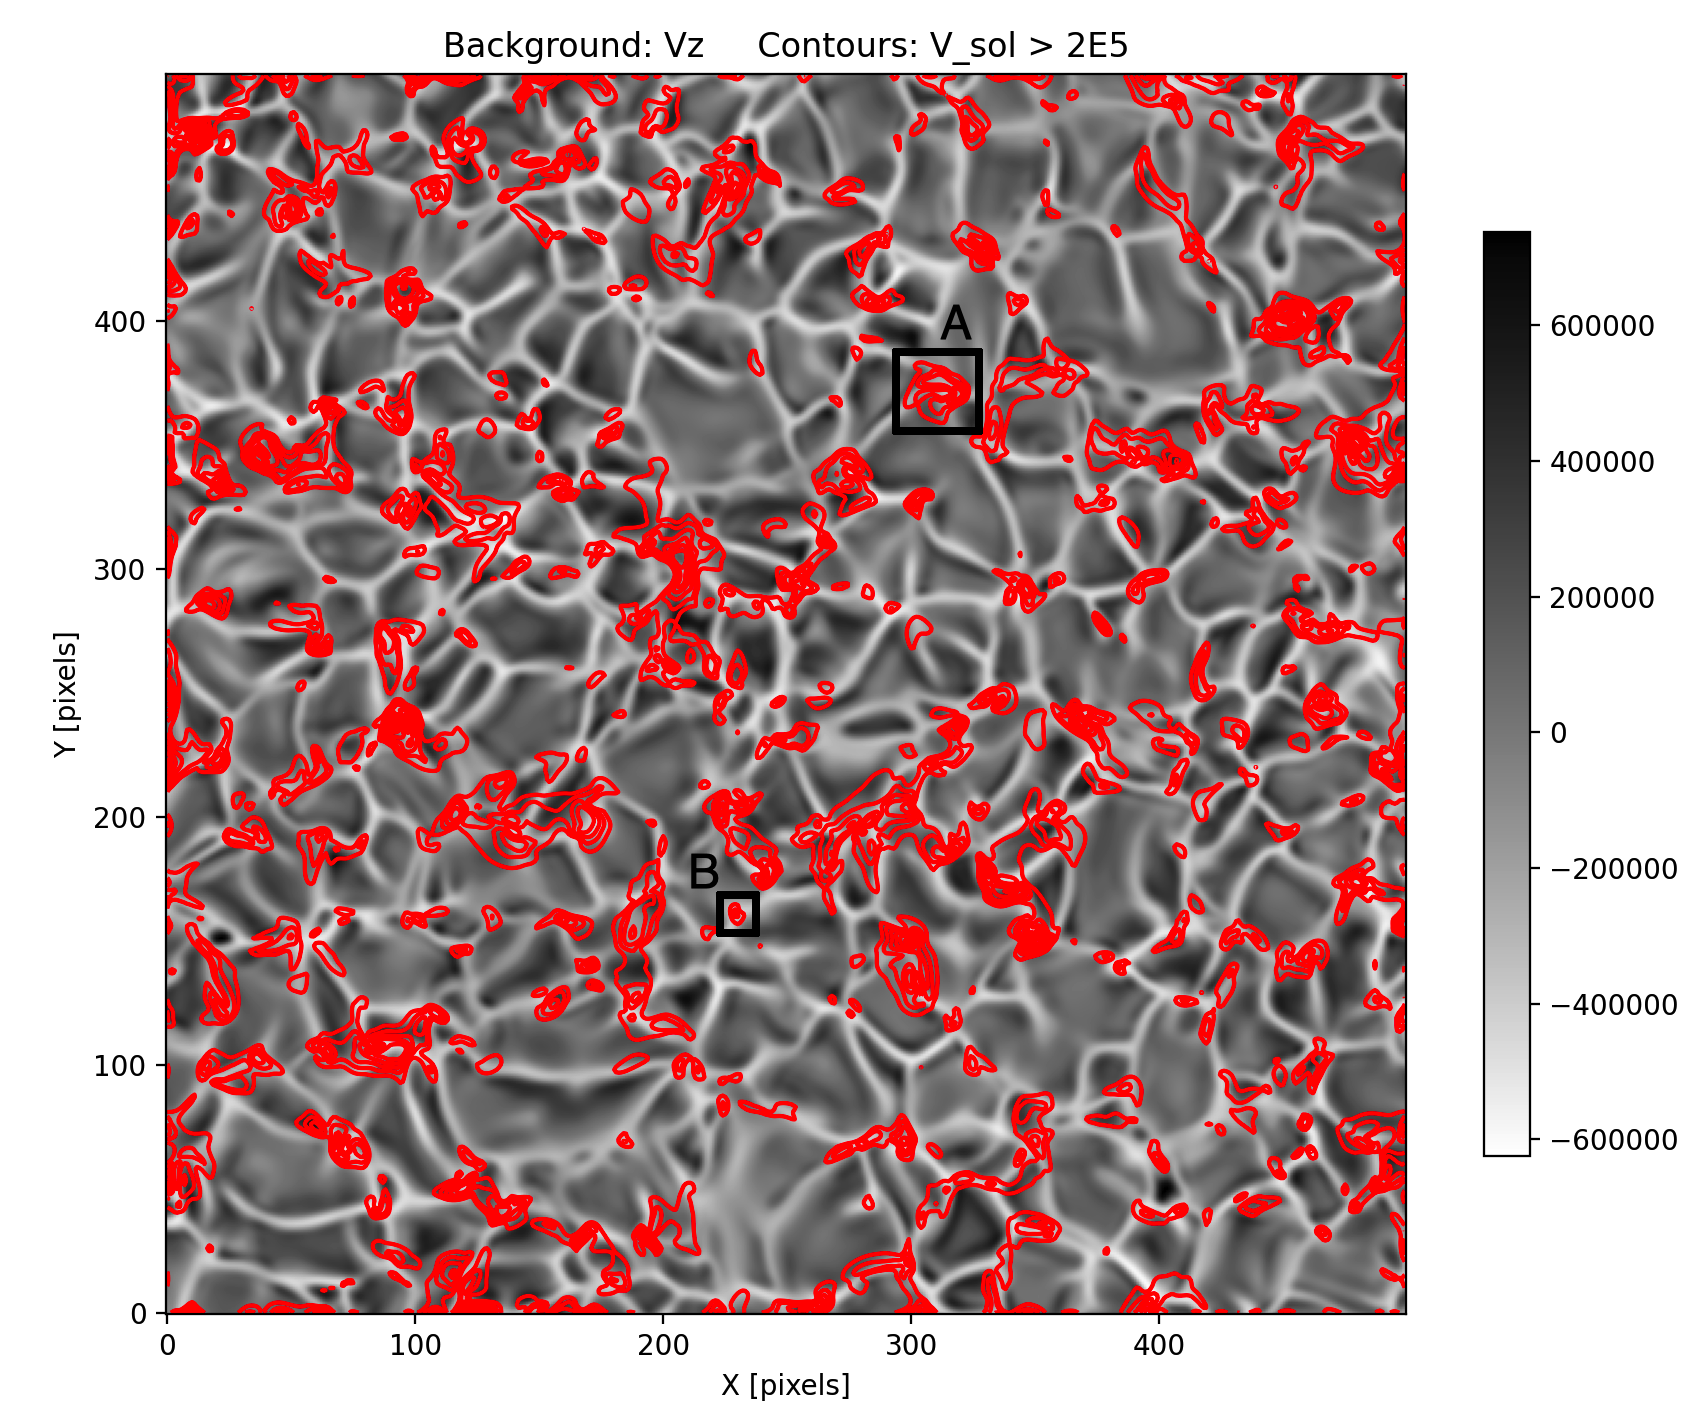 Background: Vz     Contours: V_sol > 2E5
A
B
Y [pixels]
400
300
200
100
0
0 100 200 300 400
X [pixels]
600000
400000
200000
0
−200000
−400000
−600000